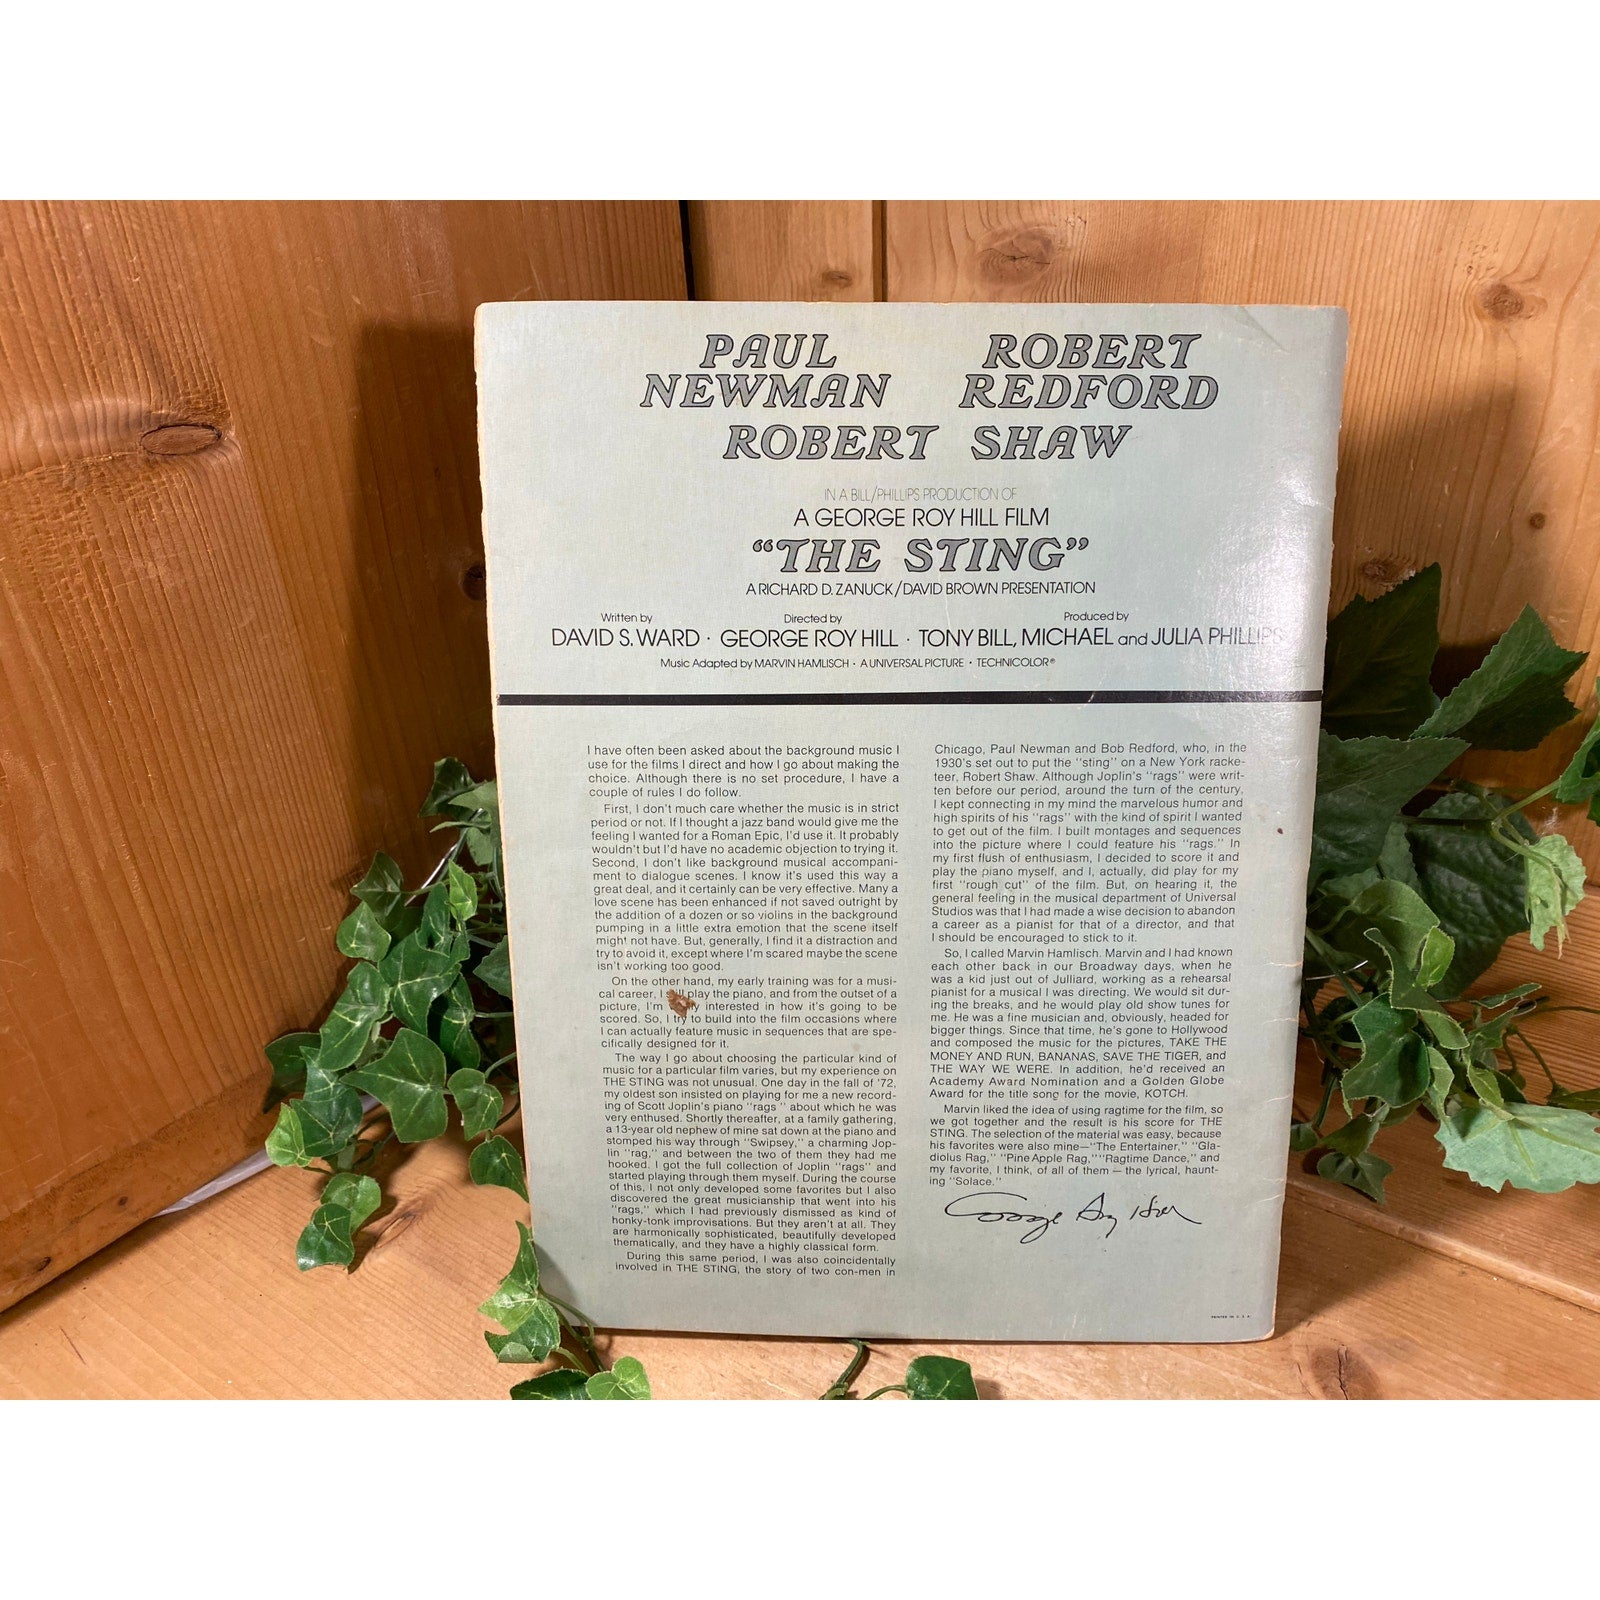 PAUL ROBERT
NEWMAN REDFORD
ROBERT SHAW
IN A BILL/PHILLIPS PRODUCTION OF
A GEORGE ROY HILL FILM
“THE STING”
A RICHARD D. ZANUCK/DAVID BROWN PRESENTATION
Written by Directed by Produced by
DAVID S. WARD · GEORGE ROY HILL · TONY BILL, MICHAEL and JULIA PHILLIPS
Music Adapted by MARVIN HAMLISCH · A UNIVERSAL PICTURE · TECHNICOLOR®
I have often been asked about the background music I
use for the films I direct and how I go about making the
choice. Although there is no set procedure, I have a
couple of rules I do follow.
First, I don't much care whether the music is in strict
period or not. If I thought a jazz band would give me the
feeling I wanted for a Roman Epic, I'd use it. It probably
wouldn't but I'd have no academic objection to trying it.
Second, I don't like background musical accompani-
ment to dialogue scenes. I know it's used this way a
great deal, and it certainly can be very effective. Many a
love scene has been enhanced if not saved outright by
the addition of a dozen or so violins in the background
pumping in a little extra emotion that the scene itself
might not have. But, generally, I find it a distraction and
try to avoid it, except where I'm scared maybe the scene
isn't working too good.
On the other hand, my early training was for a musi-
cal career, I still play the piano, and from the outset of a
picture, I'm interested in how it's going to be
scored. So, I try to build into the film occasions where
I can actually feature music in sequences that are spe-
cifically designed for it.
The way I go about choosing the particular kind of
music for a particular film varies, but my experience on
THE STING was not unusual. One day in the fall of '72,
my oldest son insisted on playing for me a new record-
ing of Scott Joplin's piano "rags " about which he was
very enthused. Shortly thereafter, at a family gathering,
a 13-year old nephew of mine sat down at the piano and
stomped his way through "Swipsey," a charming Jop-
lin "rag," and between the two of them they had me
hooked. I got the full collection of Joplin "rags" and
started playing through them myself. During the course
of this, I not only developed some favorites but I also
discovered the great musicianship that went into his
"rags," which I had previously dismissed as kind of
honky-tonk improvisations. But they aren't at all. They
are harmonically sophisticated, beautifully developed
thematically, and they have a highly classical form.
During this same period, I was also coincidentally
involved in THE STING, the story of two con-men in
Chicago, Paul Newman and Bob Redford, who, in the
1930's set out to put the "sting" on a New York racke-
teer, Robert Shaw. Although Joplin's "rags" were writ-
ten before our period, around the turn of the century,
I kept connecting in my mind the marvelous humor and
high spirits of his "rags" with the kind of spirit I wanted
to get out of the film. I built montages and sequences
into the picture where I could feature his "rags." In
my first flush of enthusiasm, I decided to score it and
play the piano myself, and I, actually, did play for my
first "rough cut" of the film. But, on hearing it, the
general feeling in the musical department of Universal
Studios was that I had made a wise decision to abandon
a career as a pianist for that of a director, and that
I should be encouraged to stick to it.
So, I called Marvin Hamlisch. Marvin and I had known
each other back in our Broadway days, when he
was a kid just out of Julliard, working as a rehearsal
pianist for a musical I was directing. We would sit dur-
ing the breaks, and he would play old show tunes for
me. He was a fine musician and, obviously, headed for
bigger things. Since that time, he's gone to Hollywood
and composed the music for the pictures, TAKE THE
MONEY AND RUN, BANANAS, SAVE THE TIGER, and
THE WAY WE WERE. In addition, he'd received an
Academy Award Nomination and a Golden Globe
Award for the title song for the movie, KOTCH.
Marvin liked the idea of using ragtime for the film, so
we got together and the result is his score for THE
STING. The selection of the material was easy, because
his favorites were also mine—"The Entertainer," "Gla-
diolus Rag," "Pine Apple Rag," "Ragtime Dance," and
my favorite, I think, of all of them — the lyrical, haunt-
ing "Solace."
George Roy Hill
PRINTED IN U.S.A.